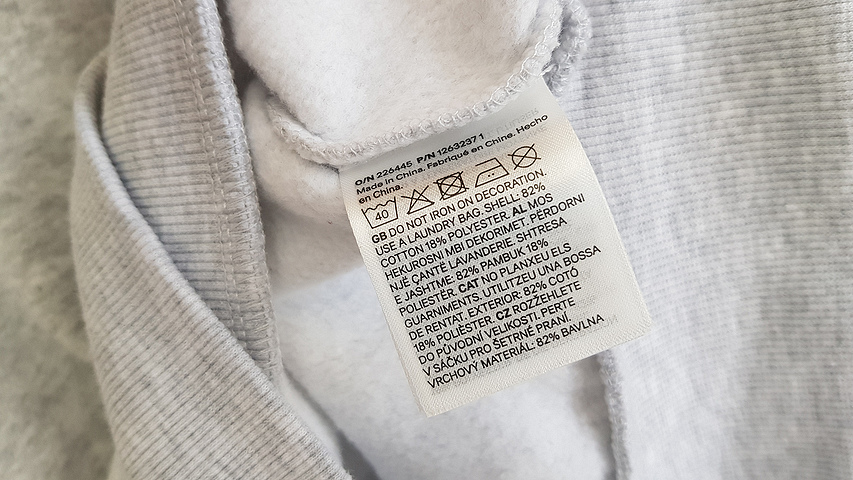 O/N 226445 P/N 1263237 1
Made in China. Fabriqué en Chine. Hecho
en China.
40
GB DO NOT IRON ON DECORATION.
USE A LAUNDRY BAG. SHELL: 82%
COTTON 18% POLYESTER. AL MOS
HEKUROSNI MBI DEKORIMET. PËRDORNI
NJË ÇANTË LAVANDERIE. SHTRESA
E JASHTME: 82% PAMBUK 18%
POLIESTËR. CAT NO PLANXEU ELS
GUARNIMENTS. UTILITZEU UNA BOSSA
DE RENTAT. EXTERIOR: 82% COTÓ
18% POLIÈSTER. CZ ROZŽEHLETE
DO PŮVODNÍ VELIKOSTI. PERTE
V SÁČKU PRO ŠETRNÉ PRANÍ.
VRCHOVÝ MATERIÁL: 82% BAVLNA